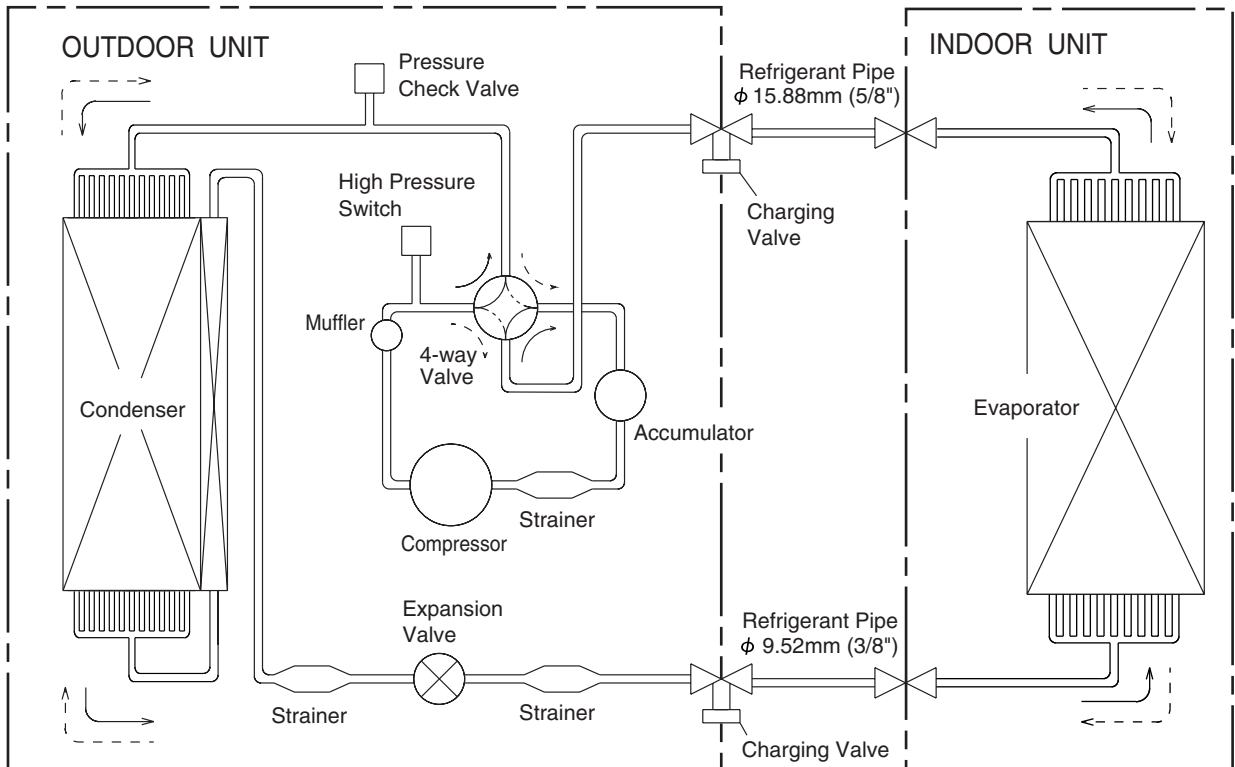 OUTDOOR UNIT
INDOOR UNIT
Pressure
Check Valve
Refrigerant Pipe
ϕ 15.88mm (5/8")
High Pressure
Switch
Charging
Valve
Muffler
4-way
Valve
Condenser
Evaporator
Accumulator
Strainer
Compressor
Expansion
Valve
Refrigerant Pipe
ϕ 9.52mm (3/8")
Strainer
Strainer
Charging Valve